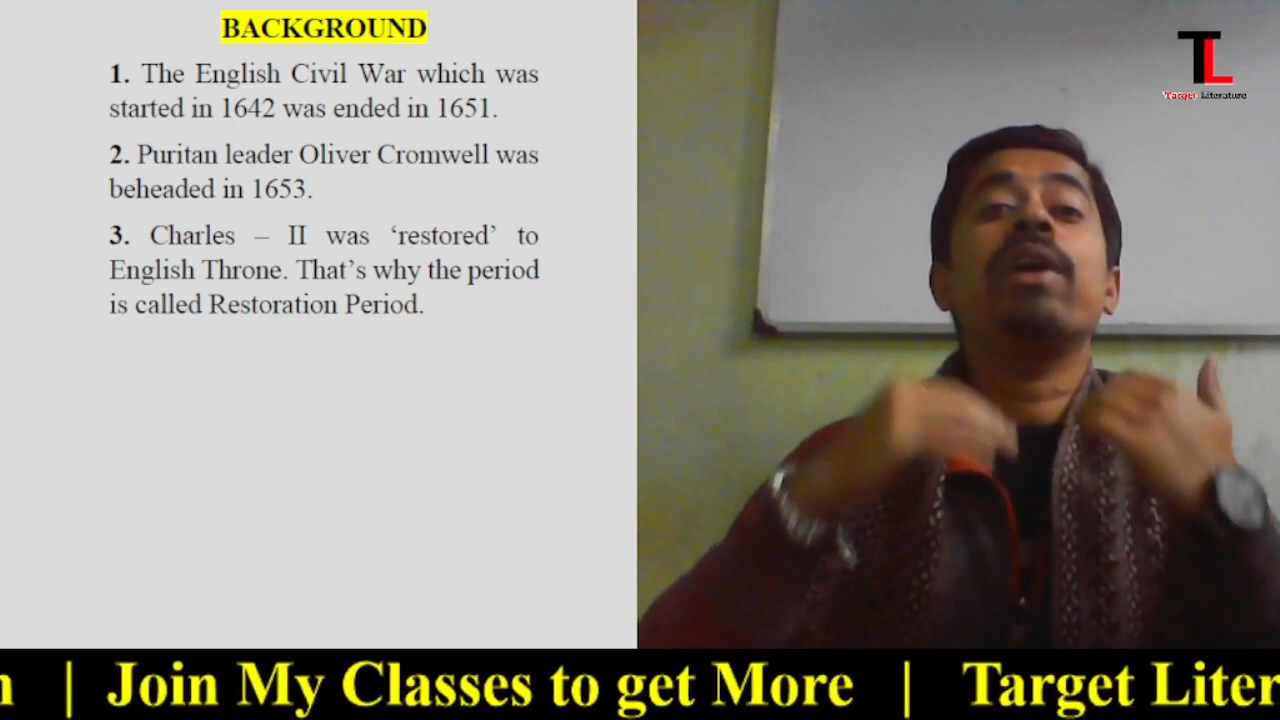 BACKGROUND
1. The English Civil War which was
started in 1642 was ended in 1651.
2. Puritan leader Oliver Cromwell was
beheaded in 1653.
3. Charles – II was ‘restored’ to
English Throne. That’s why the period
is called Restoration Period.
TL
Target Literature
n | Join My Classes to get More | Target Liter